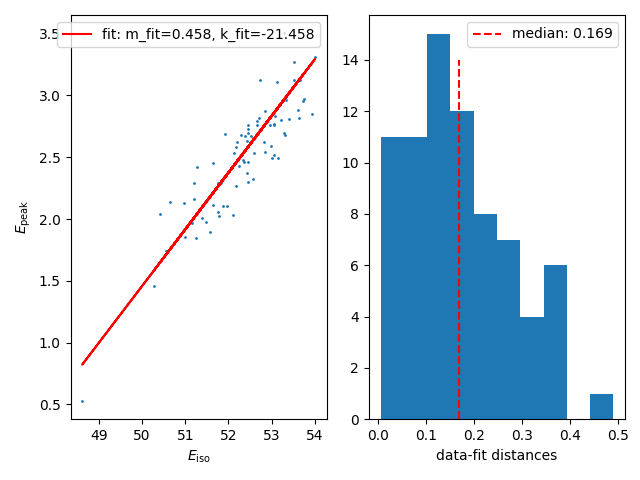 fit: m_fit=0.458, k_fit=-21.458
3.5
3.0
2.5
2.0
1.5
1.0
0.5
E_peak
49 50 51 52 53 54
E_iso
median: 0.169
14
12
10
8
6
4
2
0
0.0 0.1 0.2 0.3 0.4 0.5
data-fit distances